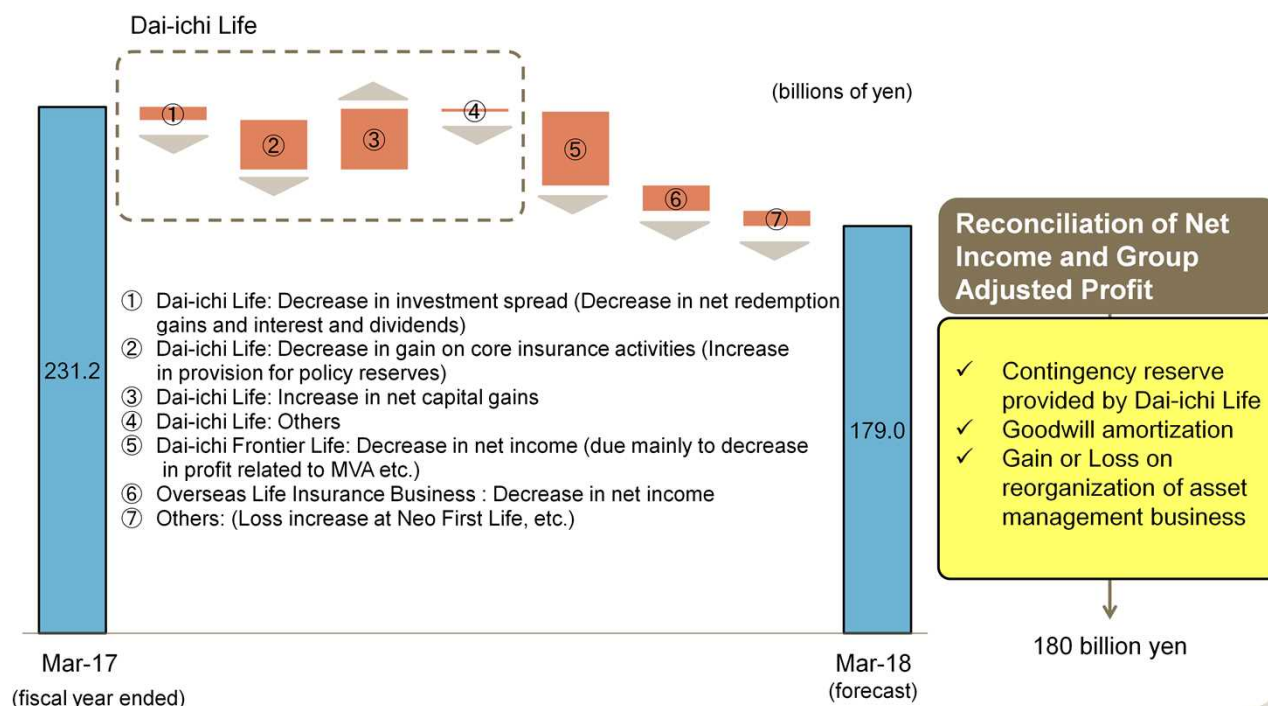 Dai-ichi Life
(billions of yen)
①
②
③
④
⑤
⑥
⑦
231.2
① Dai-ichi Life: Decrease in investment spread (Decrease in net redemption
gains and interest and dividends)
② Dai-ichi Life: Decrease in gain on core insurance activities (Increase
in provision for policy reserves)
③ Dai-ichi Life: Increase in net capital gains
④ Dai-ichi Life: Others
⑤ Dai-ichi Frontier Life: Decrease in net income (due mainly to decrease
in profit related to MVA etc.)
⑥ Overseas Life Insurance Business : Decrease in net income
⑦ Others: (Loss increase at Neo First Life, etc.)
179.0
Mar-17
(fiscal year ended)
Mar-18
(forecast)
Reconciliation of Net
Income and Group
Adjusted Profit
✓ Contingency reserve
provided by Dai-ichi Life
✓ Goodwill amortization
✓ Gain or Loss on
reorganization of asset
management business
180 billion yen